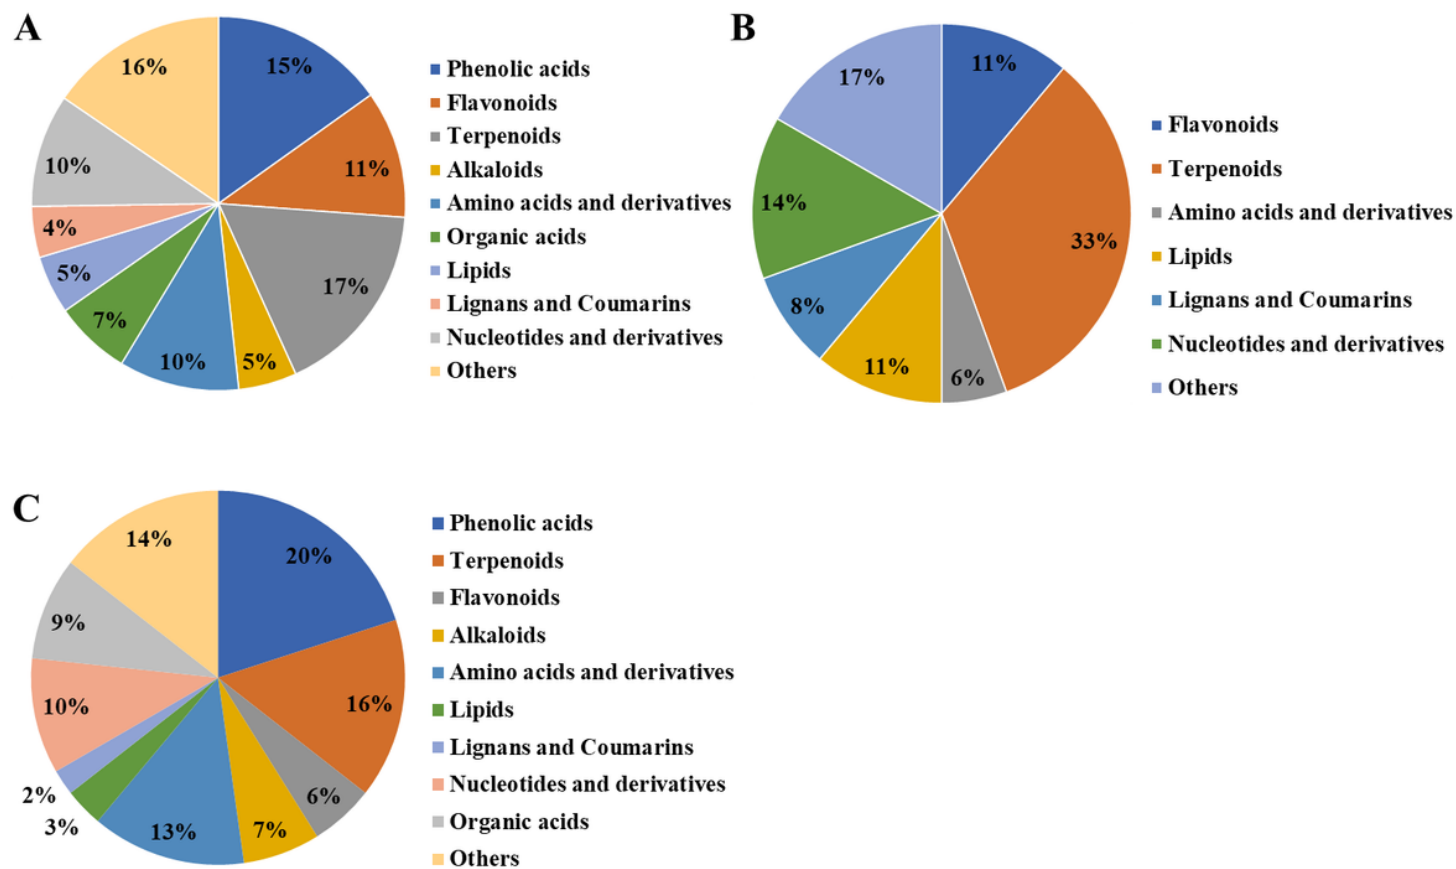 A
15%
11%
17%
5%
10%
7%
5%
4%
10%
16%
Phenolic acids
Flavonoids
Terpenoids
Alkaloids
Amino acids and derivatives
Organic acids
Lipids
Lignans and Coumarins
Nucleotides and derivatives
Others
B
11%
33%
6%
11%
8%
14%
17%
Flavonoids
Terpenoids
Amino acids and derivatives
Lipids
Lignans and Coumarins
Nucleotides and derivatives
Others
C
20%
16%
6%
7%
13%
3%
2%
10%
9%
14%
Phenolic acids
Terpenoids
Flavonoids
Alkaloids
Amino acids and derivatives
Lipids
Lignans and Coumarins
Nucleotides and derivatives
Organic acids
Others